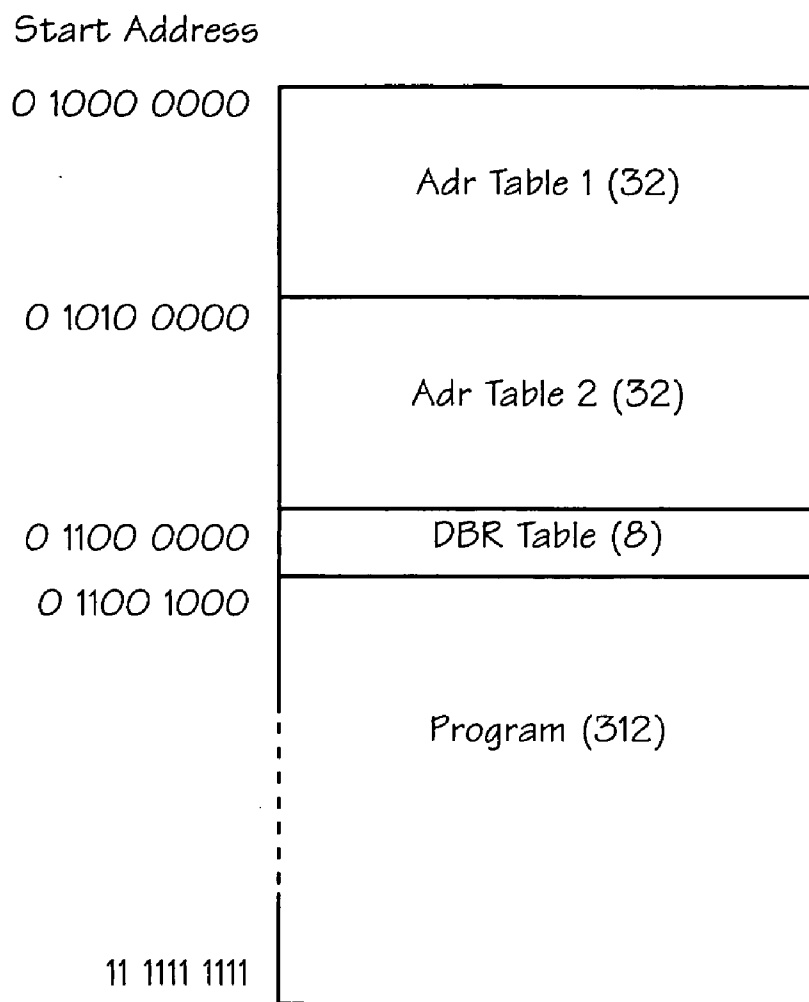 Start Address
0 1000 0000
Adr Table 1 (32)
0 1010 0000
Adr Table 2 (32)
0 1100 0000
DBR Table (8)
0 1100 1000
Program (312)
11 1111 1111